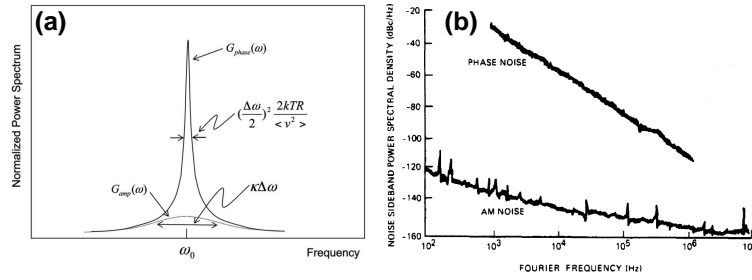 (a)
Normalized Power Spectrum
G_phase(ω)
(Δω/2)² 2kTR/<v²>
G_amp(ω)
κΔω
ω₀
Frequency
(b)
NOISE SIDEBAND POWER SPECTRAL DENSITY (dBc/Hz)
-20
-40
-60
-80
-100
-120
-140
-160
PHASE NOISE
AM NOISE
10² 10³ 10⁴ 10⁵ 10⁶
FOURIER FREQUENCY (Hz)